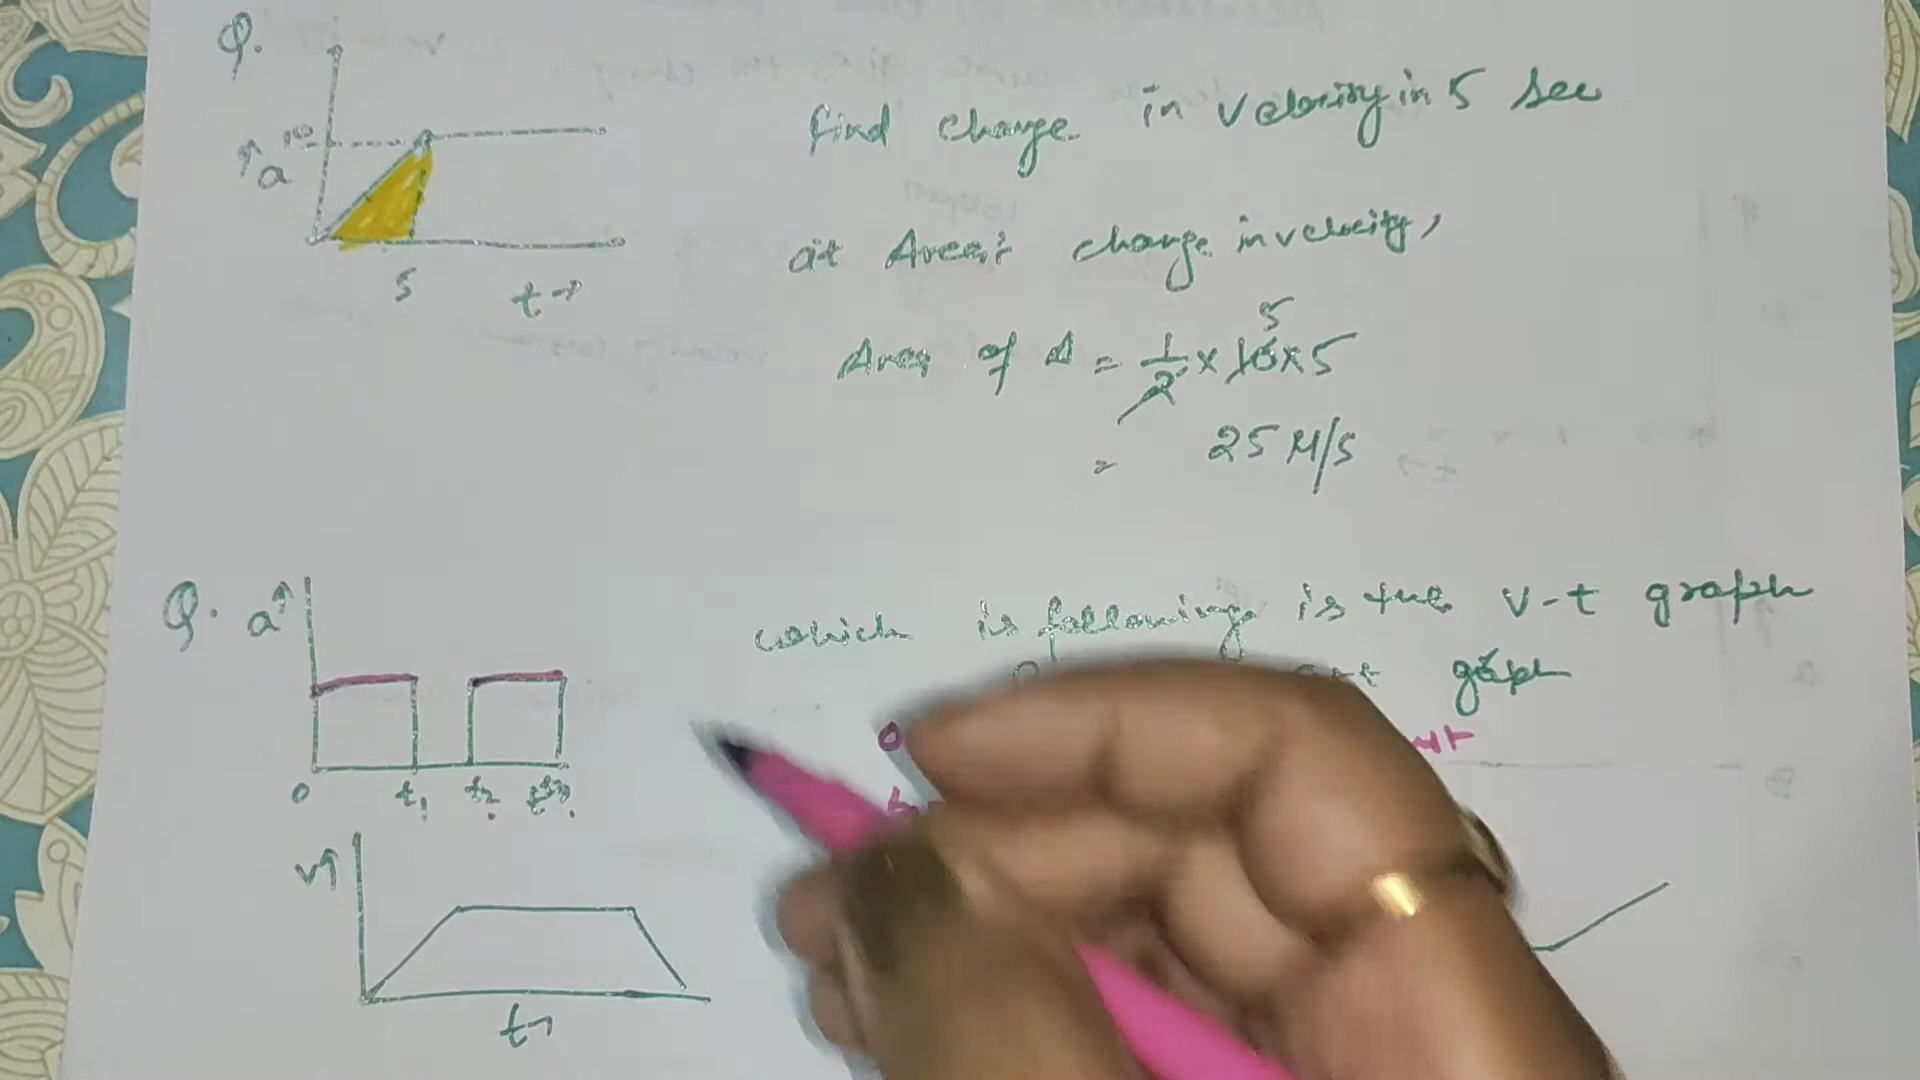 Q.
10
↑a
5
t→
find change in velocity in 5 sec
at Area: change in velocity,
Area of Δ = 1/2 x 10 x 5
5
= 25 M/S
Q. a↑
0 t1 t2 t3
which is following is the v-t graph
graph
v↑
t→